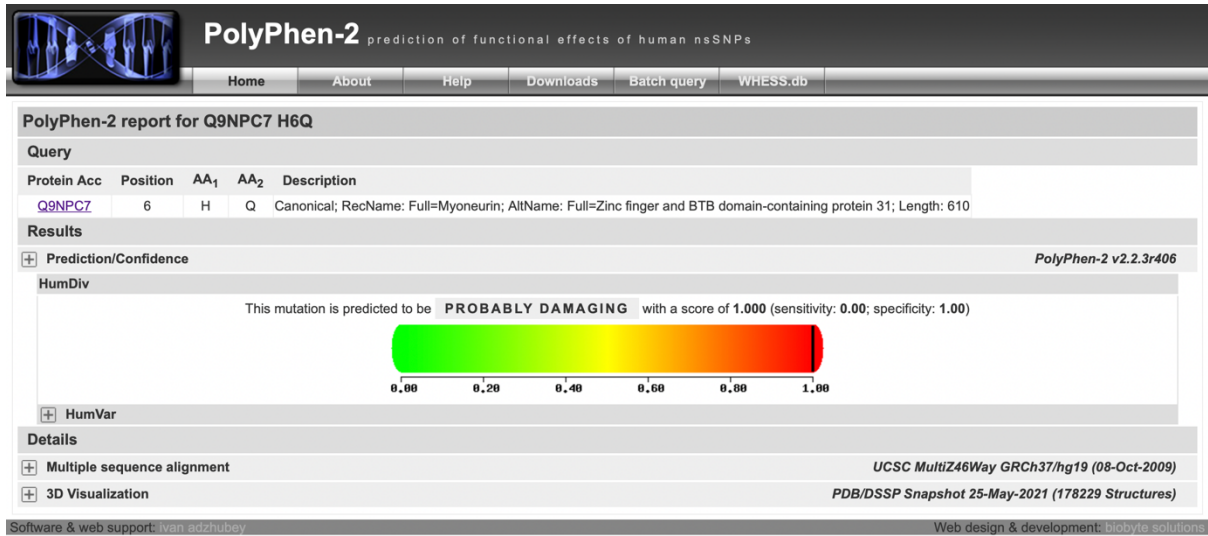 PolyPhen-2 prediction of functional effects of human nsSNPs
Home About Help Downloads Batch query WHESS.db
PolyPhen-2 report for Q9NPC7 H6Q
Query
Protein Acc Position AA1 AA2 Description
Q9NPC7 6 H Q Canonical; RecName: Full=Myoneurin; AltName: Full=Zinc finger and BTB domain-containing protein 31; Length: 610
Results
+ Prediction/Confidence PolyPhen-2 v2.2.3r406
HumDiv
This mutation is predicted to be PROBABLY DAMAGING with a score of 1.000 (sensitivity: 0.00; specificity: 1.00)
0.00 0.20 0.40 0.60 0.80 1.00
+ HumVar
Details
+ Multiple sequence alignment UCSC MultiZ46Way GRCh37/hg19 (08-Oct-2009)
+ 3D Visualization PDB/DSSP Snapshot 25-May-2021 (178229 Structures)
Software & web support: ivan adzhubey Web design & development: biobyte solutions